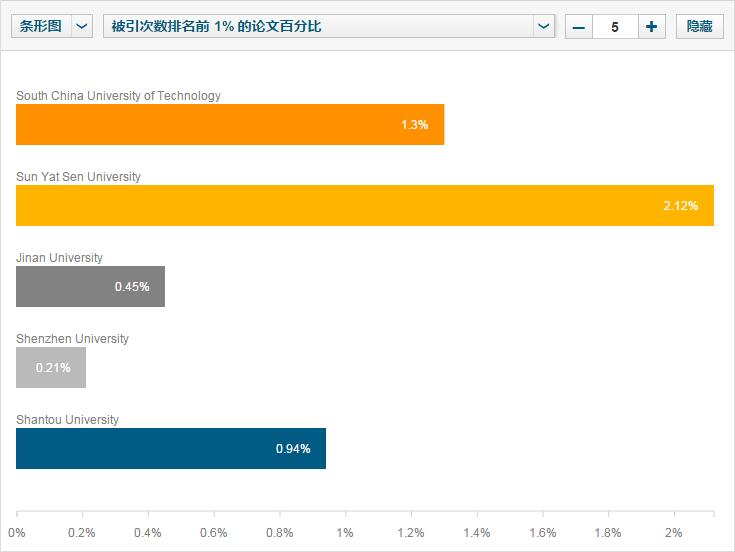 条形图 被引次数排名前 1% 的论文百分比 — 5 + 隐藏
South China University of Technology
1.3%
Sun Yat Sen University
2.12%
Jinan University
0.45%
Shenzhen University
0.21%
Shantou University
0.94%
0% 0.2% 0.4% 0.6% 0.8% 1% 1.2% 1.4% 1.6% 1.8% 2%